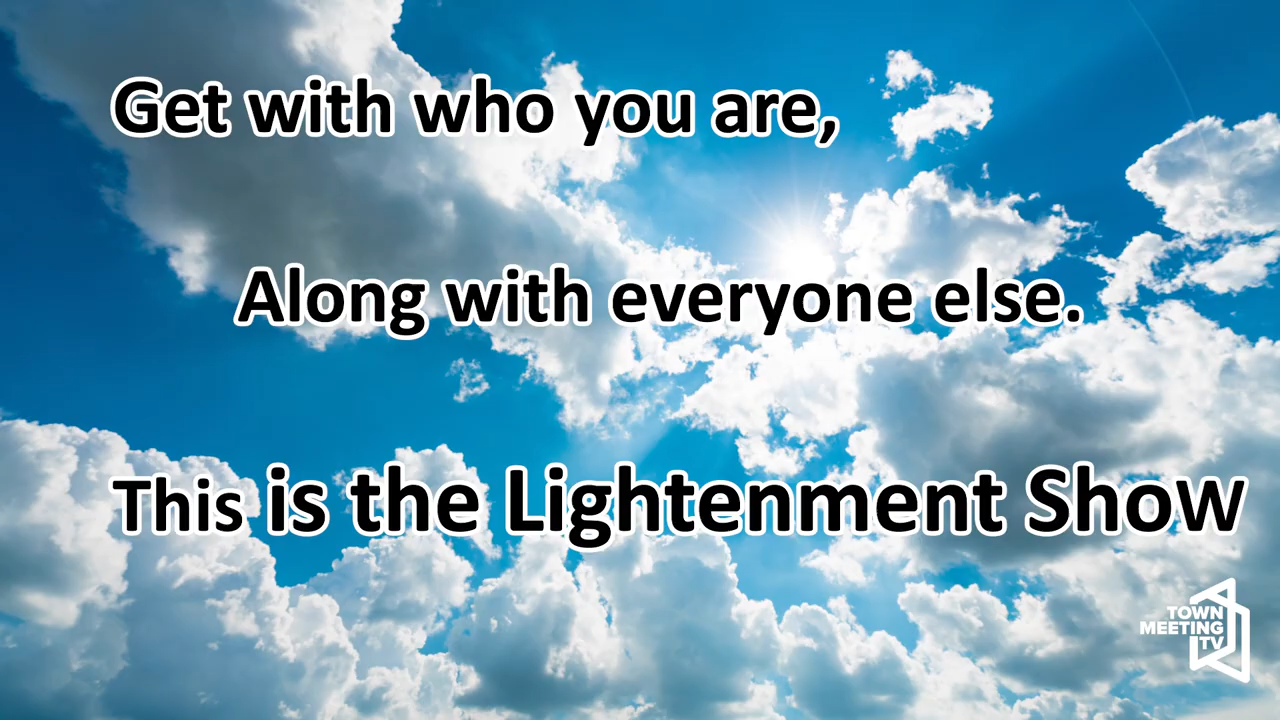 Get with who you are,
Along with everyone else.
This is the Lightenment Show
TOWN
MEETING
TV